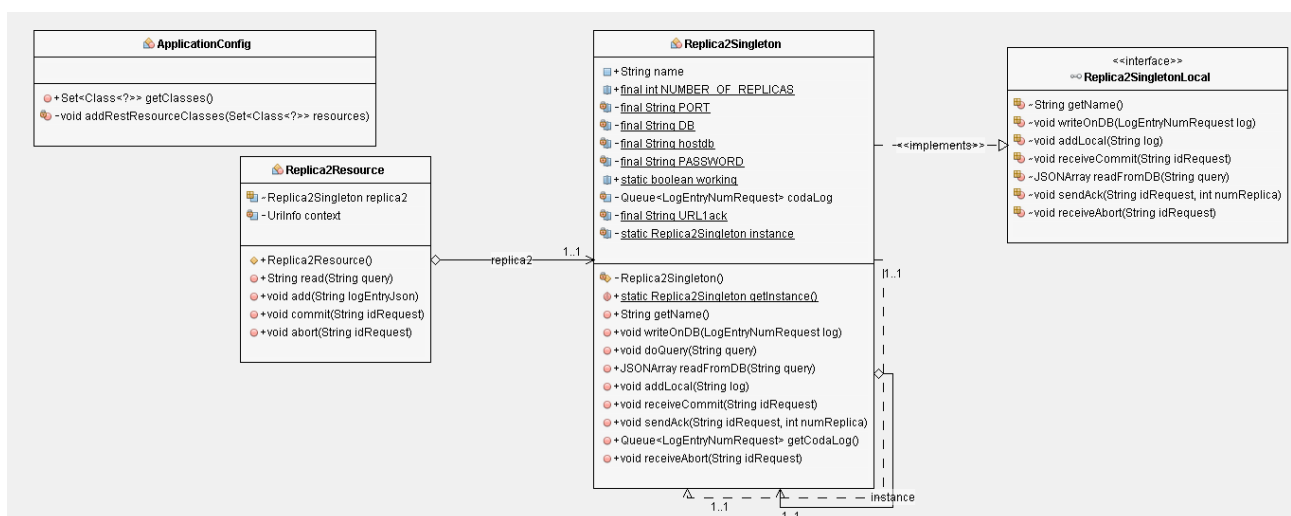 ApplicationConfig
+Set<Class<?>> getClasses()
-void addRestResourceClasses(Set<Class<?>> resources)
Replica2Resource
~Replica2Singleton replica2
-UriInfo context
+Replica2Resource()
+String read(String query)
+void add(String logEntryJson)
+void commit(String idRequest)
+void abort(String idRequest)
replica2
1..1
Replica2Singleton
+String name
+final int NUMBER_OF_REPLICAS
-final String PORT
-final String DB
-final String hostdb
-final String PASSWORD
+static boolean working
-Queue<LogEntryNumRequest> codaLog
-final String URL1ack
-static Replica2Singleton instance
-Replica2Singleton()
+static Replica2Singleton getInstance()
+String getName()
+void writeOnDB(LogEntryNumRequest log)
+void doQuery(String query)
+JSONArray readFromDB(String query)
+void addLocal(String log)
+void receiveCommit(String idRequest)
+void sendAck(String idRequest, int numReplica)
+Queue<LogEntryNumRequest> getCodaLog()
+void receiveAbort(String idRequest)
<<implements>>
1..1
instance
1..1
1..1
<<interface>>
Replica2SingletonLocal
~String getName()
~void writeOnDB(LogEntryNumRequest log)
~void addLocal(String log)
~void receiveCommit(String idRequest)
~JSONArray readFromDB(String query)
~void sendAck(String idRequest, int numReplica)
~void receiveAbort(String idRequest)